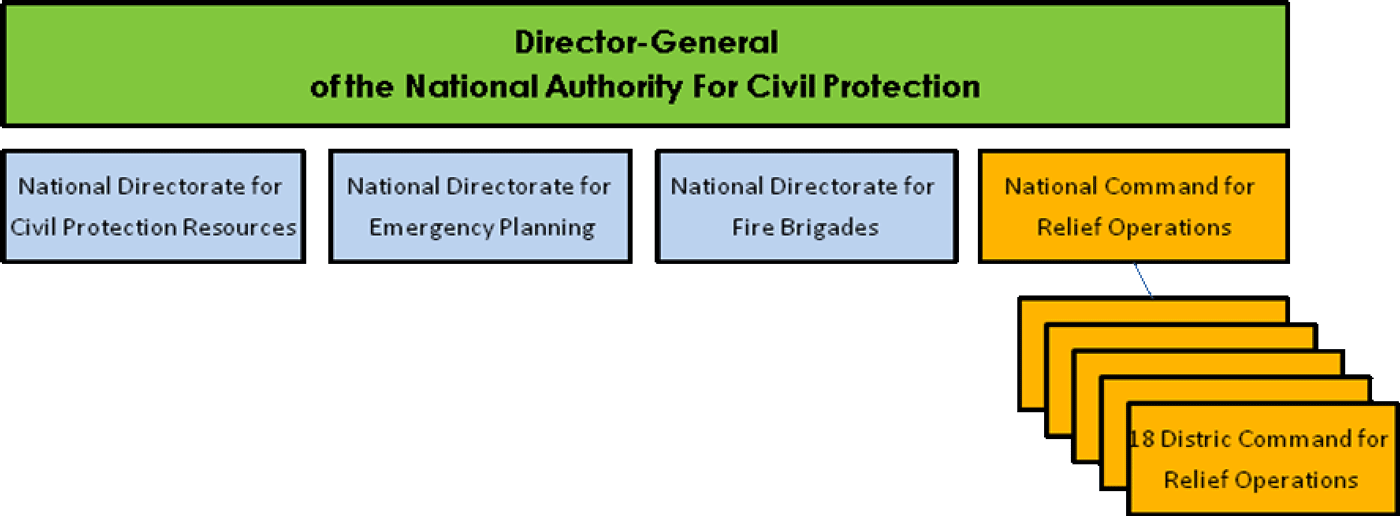 Director-General
of the National Authority For Civil Protection
National Directorate for
Civil Protection Resources
National Directorate for
Emergency Planning
National Directorate for
Fire Brigades
National Command for
Relief Operations
18 Distric Command for
Relief Operations